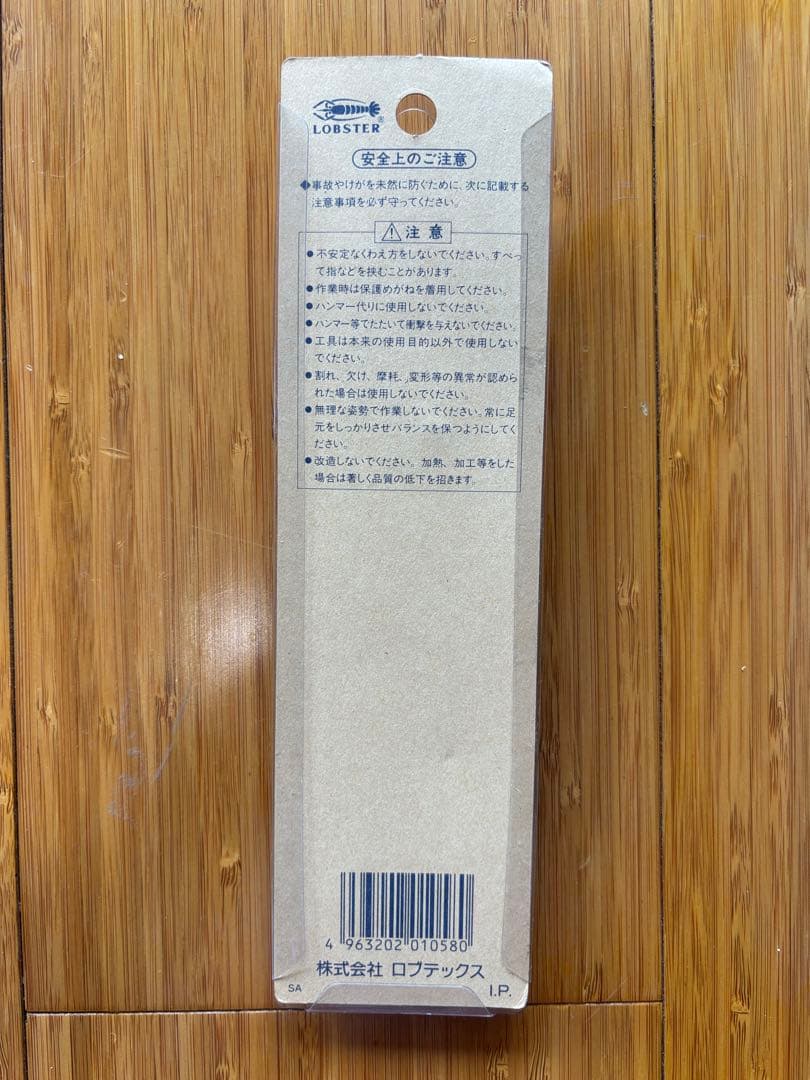 LOBSTER®
安全上のご注意
◆事故やけがを未然に防ぐために、次に記載する
注意事項を必ず守ってください。
⚠注意
●不安定なくわえ方をしないでください。すべっ
て指などを挟むことがあります。
●作業時は保護めがねを着用してください。
●ハンマー代りに使用しないでください。
●ハンマー等でたたいて衝撃を与えないでください。
●工具は本来の使用目的以外で使用しない
でください。
●割れ、欠け、摩耗、変形等の異常が認めら
れた場合は使用しないでください。
●無理な姿勢で作業しないでください。常に足
元をしっかりさせバランスを保つようにしてく
ださい。
●改造しないでください。加熱、加工等をした
場合は著しく品質の低下を招きます。
4 963202 010580
株式会社 ロブテックス
SA
I.P.